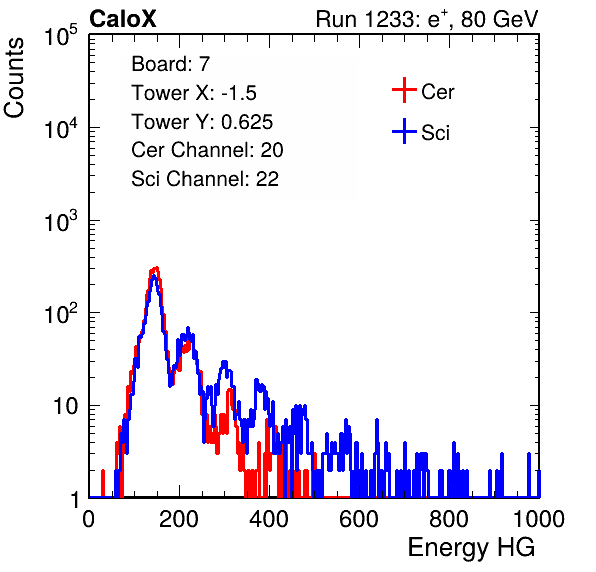 CaloX Run 1233: e⁺, 80 GeV
Counts
Board: 7
Tower X: -1.5
Tower Y: 0.625
Cer Channel: 20
Sci Channel: 22
Cer
Sci
10⁵
10⁴
10³
10²
10
1
0 200 400 600 800 1000
Energy HG